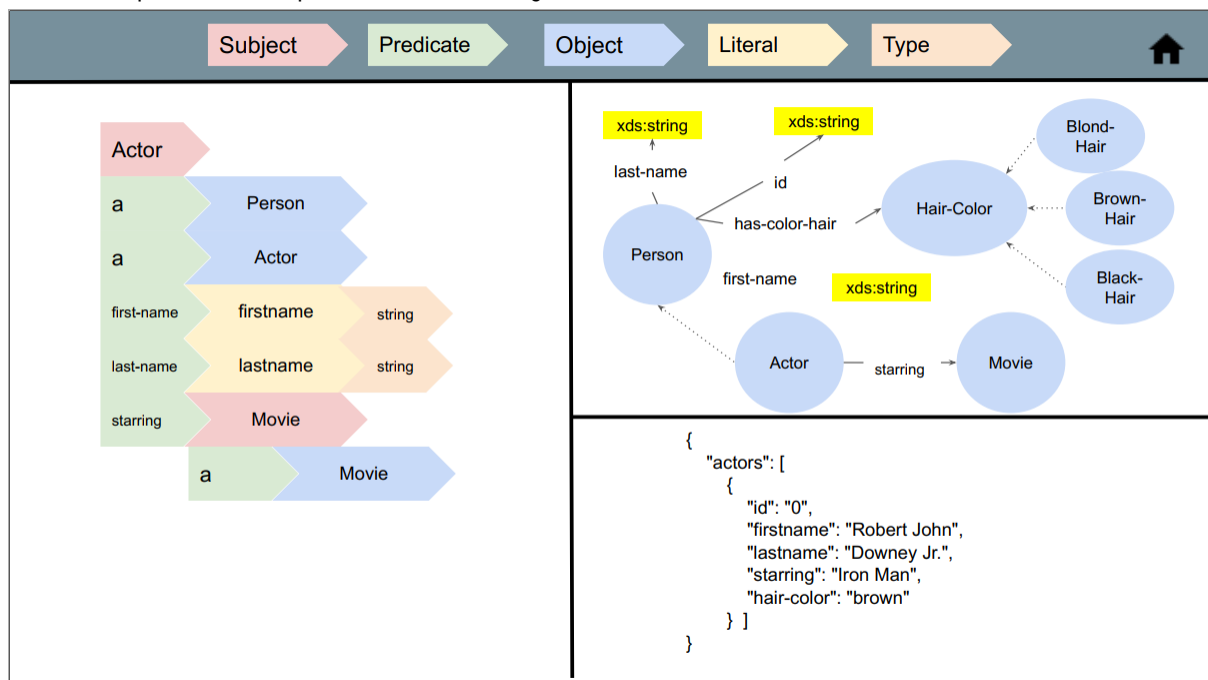 Subject
Predicate
Object
Literal
Type
Actor
a
Person
a
Actor
first-name
firstname
string
last-name
lastname
string
starring
Movie
a
Movie
xds:string
xds:string
Blond-
Hair
last-name
id
Brown-
Hair
Hair-Color
has-color-hair
Person
first-name
xds:string
Black-
Hair
Actor
starring
Movie
{
"actors": [
{
"id": "0",
"firstname": "Robert John",
"lastname": "Downey Jr.",
"starring": "Iron Man",
"hair-color": "brown"
} ]
}